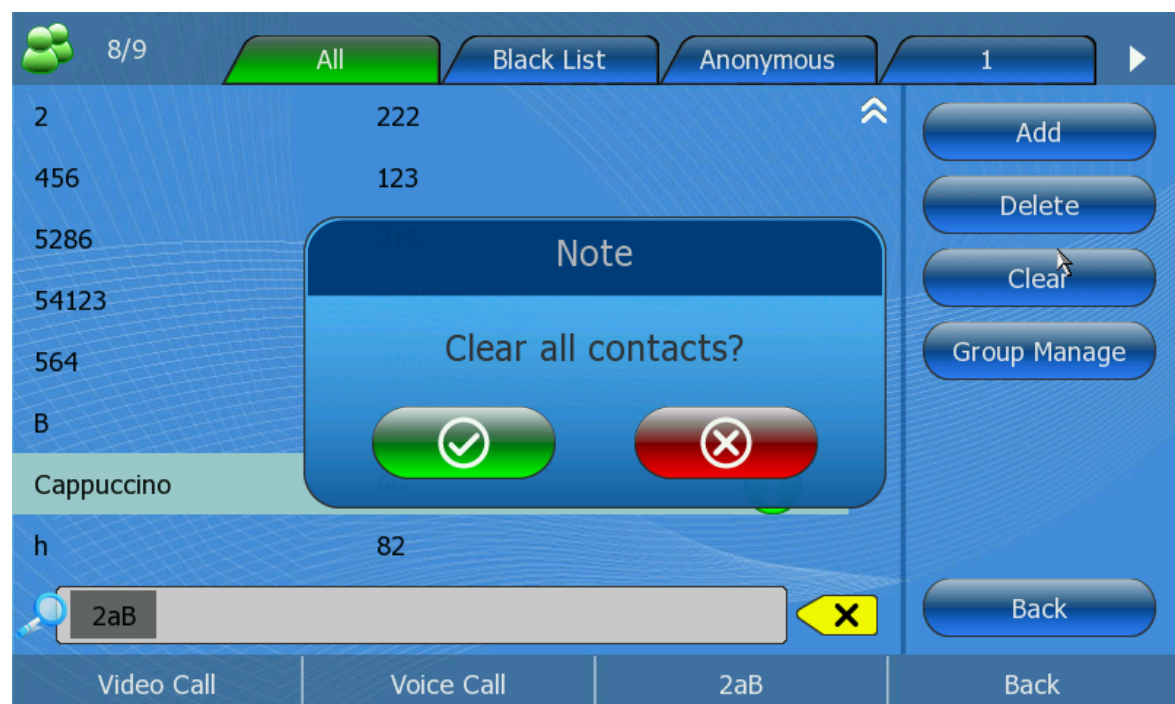 8/9 All Black List Anonymous 1
2 222
456 123
5286
54123
564
B
Cappuccino
h 82
Note
Clear all contacts?
Add
Delete
Clear
Group Manage
Back
2aB
Video Call Voice Call 2aB Back